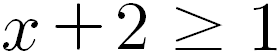 x + 2 ≥ 1